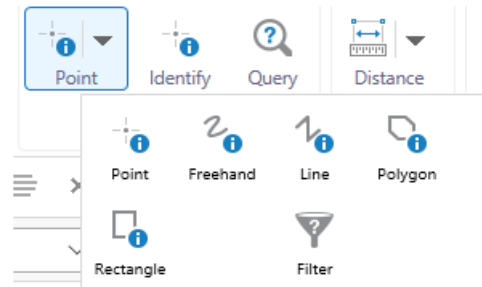 Point Identify Query Distance
Point Freehand Line Polygon
Rectangle Filter